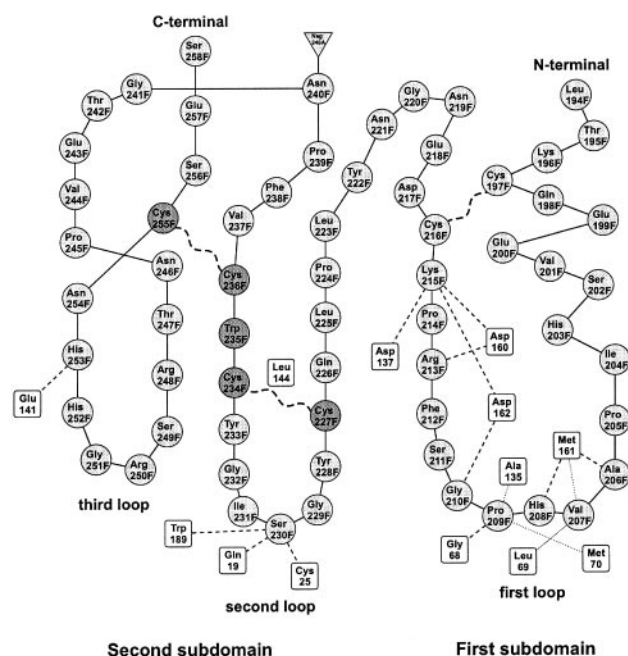 C-terminal
Ser
258F
Glu
257F
Ser
256F
Cys
255F
Asn
254F
His
253F
Glu
141
His
252F
Gly
251F
Arg
250F
Ser
249F
Arg
248F
Thr
247F
Asn
246F
Pro
245F
Val
244F
Glu
243F
Thr
242F
Gly
241F
third loop
Nag
240A
Asn
240F
Pro
239F
Phe
238F
Val
237F
Cys
236F
Trp
235F
Cys
234F
Leu
144
Tyr
233F
Gly
232F
Ile
231F
Ser
230F
Trp
189
Gln
19
Cys
25
Gly
229F
Tyr
228F
Cys
227F
Gln
226F
Leu
225F
Pro
224F
Leu
223F
Tyr
222F
Asn
221F
Gly
220F
second loop
Asn
219F
Glu
218F
Asp
217F
Cys
216F
Lys
215F
Pro
214F
Asp
137
Asp
160
Arg
213F
Asp
162
Phe
212F
Ser
211F
Gly
210F
Ala
135
Pro
209F
Gly
68
His
208F
Met
161
Val
207F
Leu
69
Met
70
Ala
206F
Pro
205F
Ile
204F
His
203F
Ser
202F
Val
201F
Glu
200F
Glu
199F
Gln
198F
Cys
197F
Lys
196F
Thr
195F
Leu
194F
N-terminal
first loop
Second subdomain
First subdomain